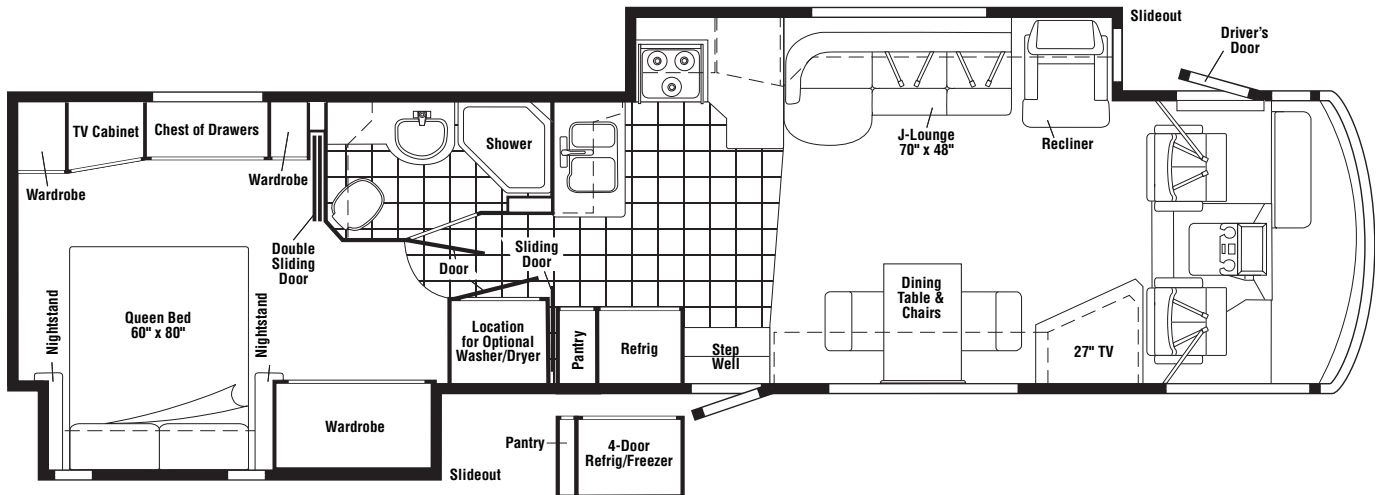 Slideout
Driver's
Door
TV Cabinet
Chest of Drawers
Shower
J-Lounge
70" x 48"
Recliner
Wardrobe
Wardrobe
Double
Sliding
Door
Door
Sliding
Door
Nightstand
Queen Bed
60" x 80"
Nightstand
Location
for Optional
Washer/Dryer
Pantry
Refrig
Step
Well
Dining
Table &
Chairs
27" TV
Wardrobe
Slideout
Pantry
4-Door
Refrig/Freezer